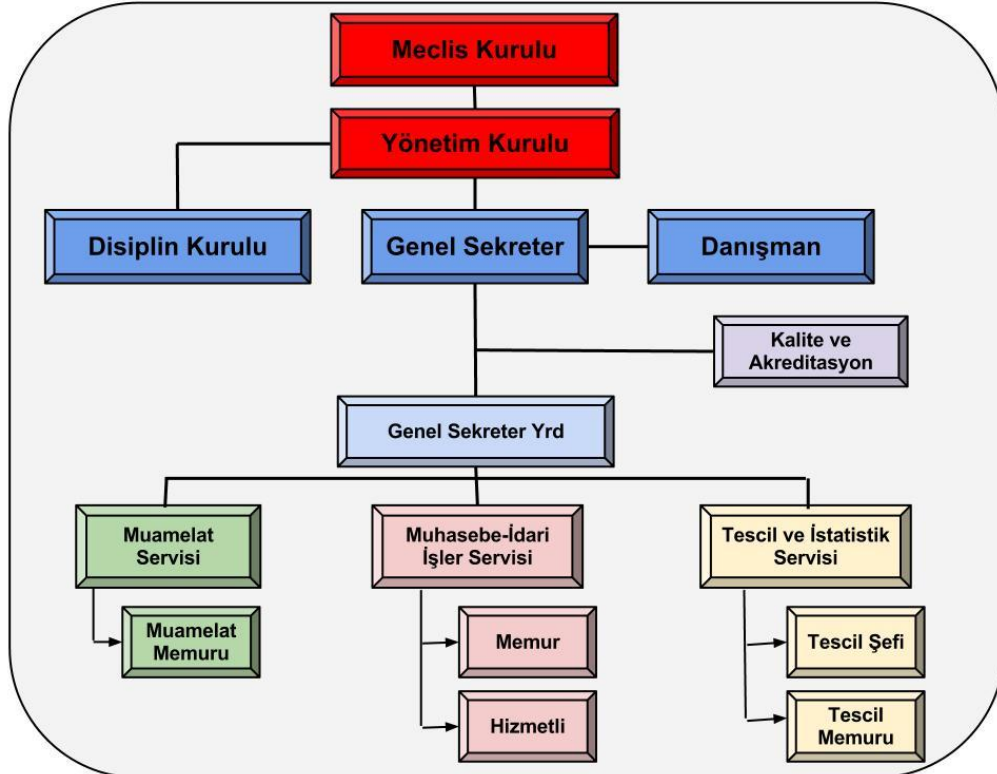 Meclis Kurulu
Yönetim Kurulu
Disiplin Kurulu
Genel Sekreter
Danışman
Kalite ve
Akreditasyon
Genel Sekreter Yrd
Muamelat
Servisi
Muhasebe-İdari
İşler Servisi
Tescil ve İstatistik
Servisi
Muamelat
Memuru
Memur
Tescil Şefi
Hizmetli
Tescil
Memuru